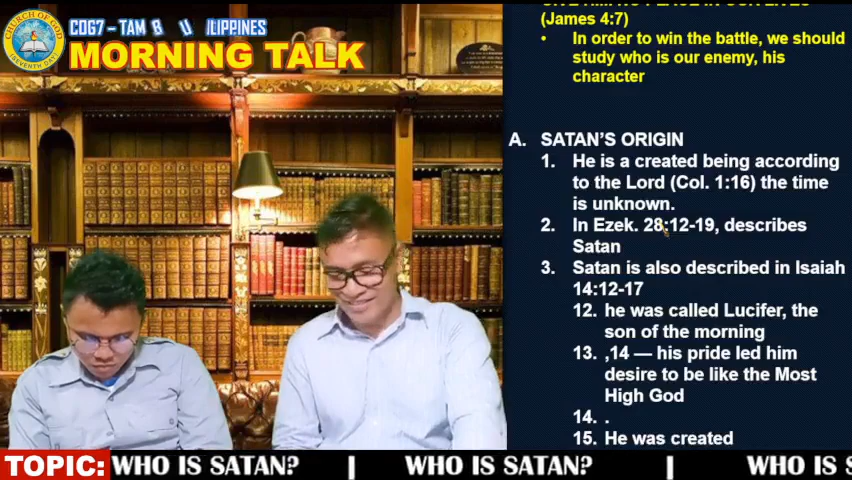 CHURCH OF GOD
(SEVENTH DAY)
COG7 - TAM B U ILIPPINES
MORNING TALK
(James 4:7)
• In order to win the battle, we should
study who is our enemy, his
character
A. SATAN'S ORIGIN
1. He is a created being according
to the Lord (Col. 1:16) the time
is unknown.
2. In Ezek. 28:12-19, describes
Satan
3. Satan is also described in Isaiah
14:12-17
12. he was called Lucifer, the
son of the morning
13. ,14 — his pride led him
desire to be like the Most
High God
14. .
15. He was created
TOPIC: WHO IS SATAN? | WHO IS SATAN? | WHO IS S